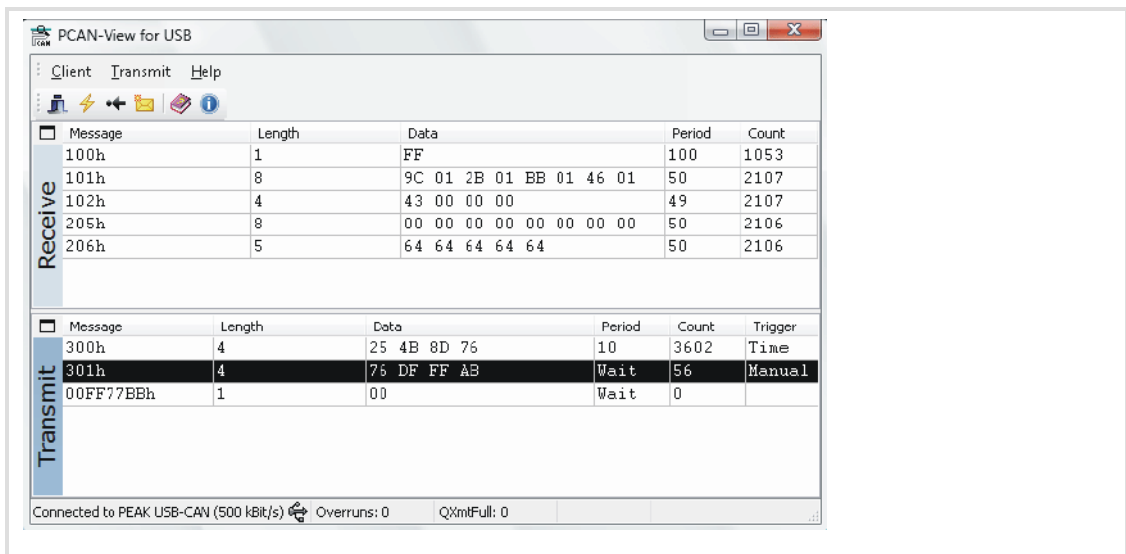 PCAN-View for USB
Client Transmit Help
Message Length Data Period Count
100h 1 FF 100 1053
101h 8 9C 01 2B 01 BB 01 46 01 50 2107
102h 4 43 00 00 00 49 2107
205h 8 00 00 00 00 00 00 00 00 50 2106
206h 5 64 64 64 64 64 50 2106
Receive
Message Length Data Period Count Trigger
300h 4 25 4B 8D 76 10 3602 Time
301h 4 76 DF FF AB Wait 56 Manual
00FF77BBh 1 00 Wait 0
Transmit
Connected to PEAK USB-CAN (500 kBit/s) Overruns: 0 QXmtFull: 0